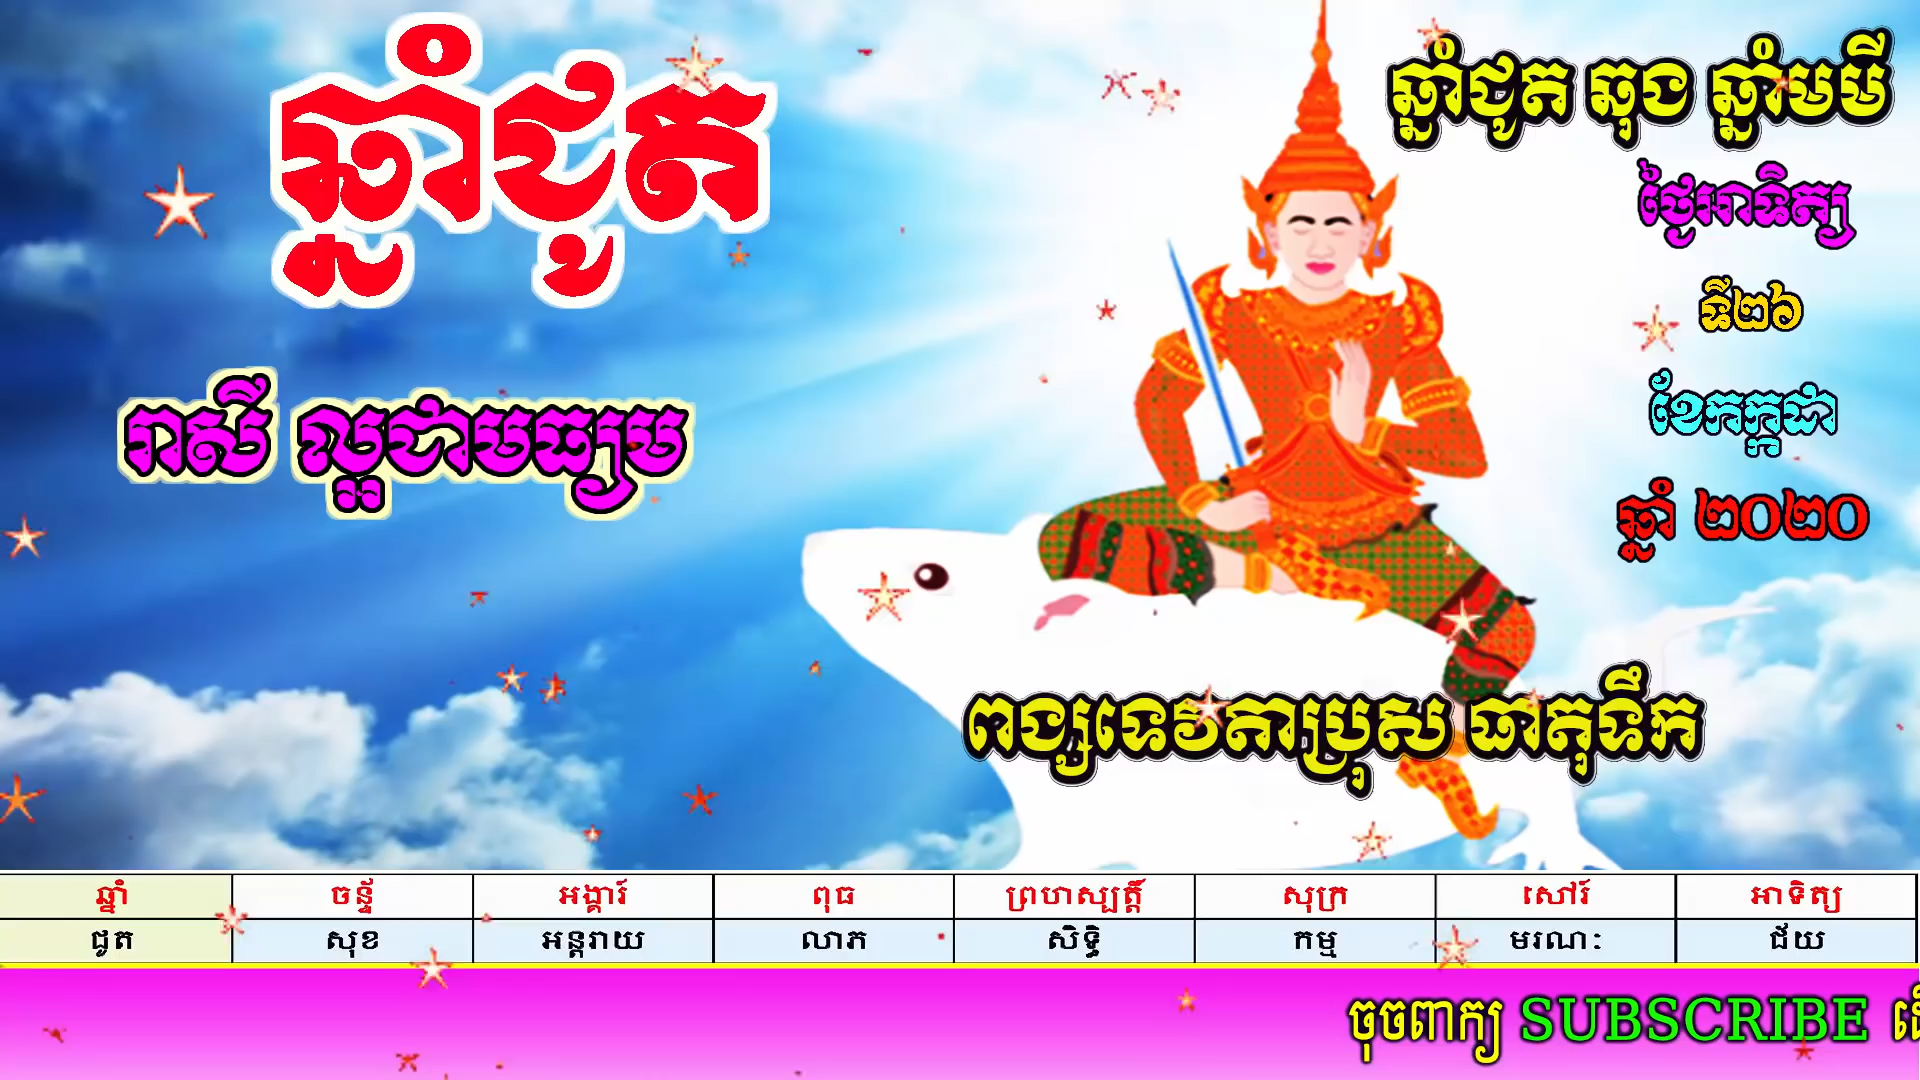 ឆ្នាំជូត
រាសី ល្អជាមធ្យម
ឆ្នាំជូត ឆុង ឆ្នាំមមី
ថ្ងៃអាទិត្យ
ទី២៦
ខែកក្កដា
ឆ្នាំ ២០២០
ពង្សទេវតាប្រុស ធាតុទឹក
ឆ្នាំ ចន្ទ័ អង្គារ៍ ពុធ ព្រហស្បត្តិ៍ សុក្រ សៅរ៍ អាទិត្យ
ជូត សុខ អន្តរាយ លាភ សិទ្ធិ កម្ម មរណៈ ជ័យ
ចុចពាក្យ SUBSCRIBE